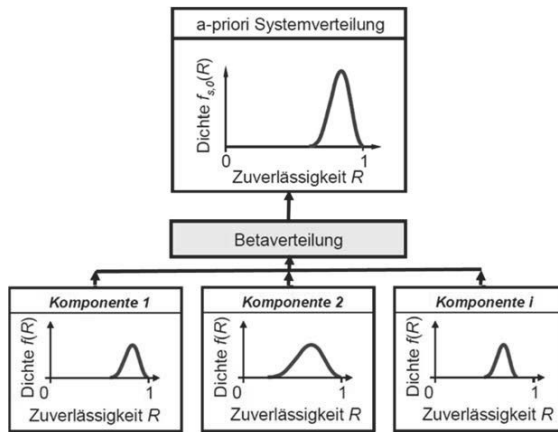 a-priori Systemverteilung
Dichte f_{s,0}(R)
0
1
Zuverlässigkeit R
Betaverteilung
Komponente 1
Dichte f(R)
0
1
Zuverlässigkeit R
Komponente 2
Dichte f(R)
0
1
Zuverlässigkeit R
Komponente i
Dichte f(R)
0
1
Zuverlässigkeit R